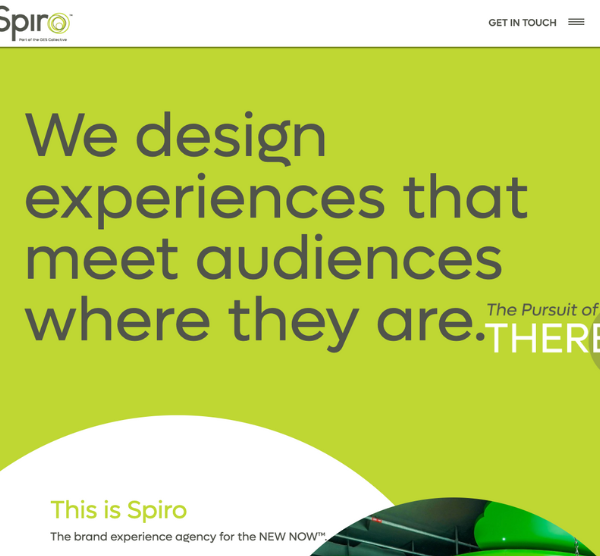 Spiro™
Part of the GES Collective
GET IN TOUCH
We design
experiences that
meet audiences
where they are.
The Pursuit of
THERE
This is Spiro
The brand experience agency for the NEW NOW™.